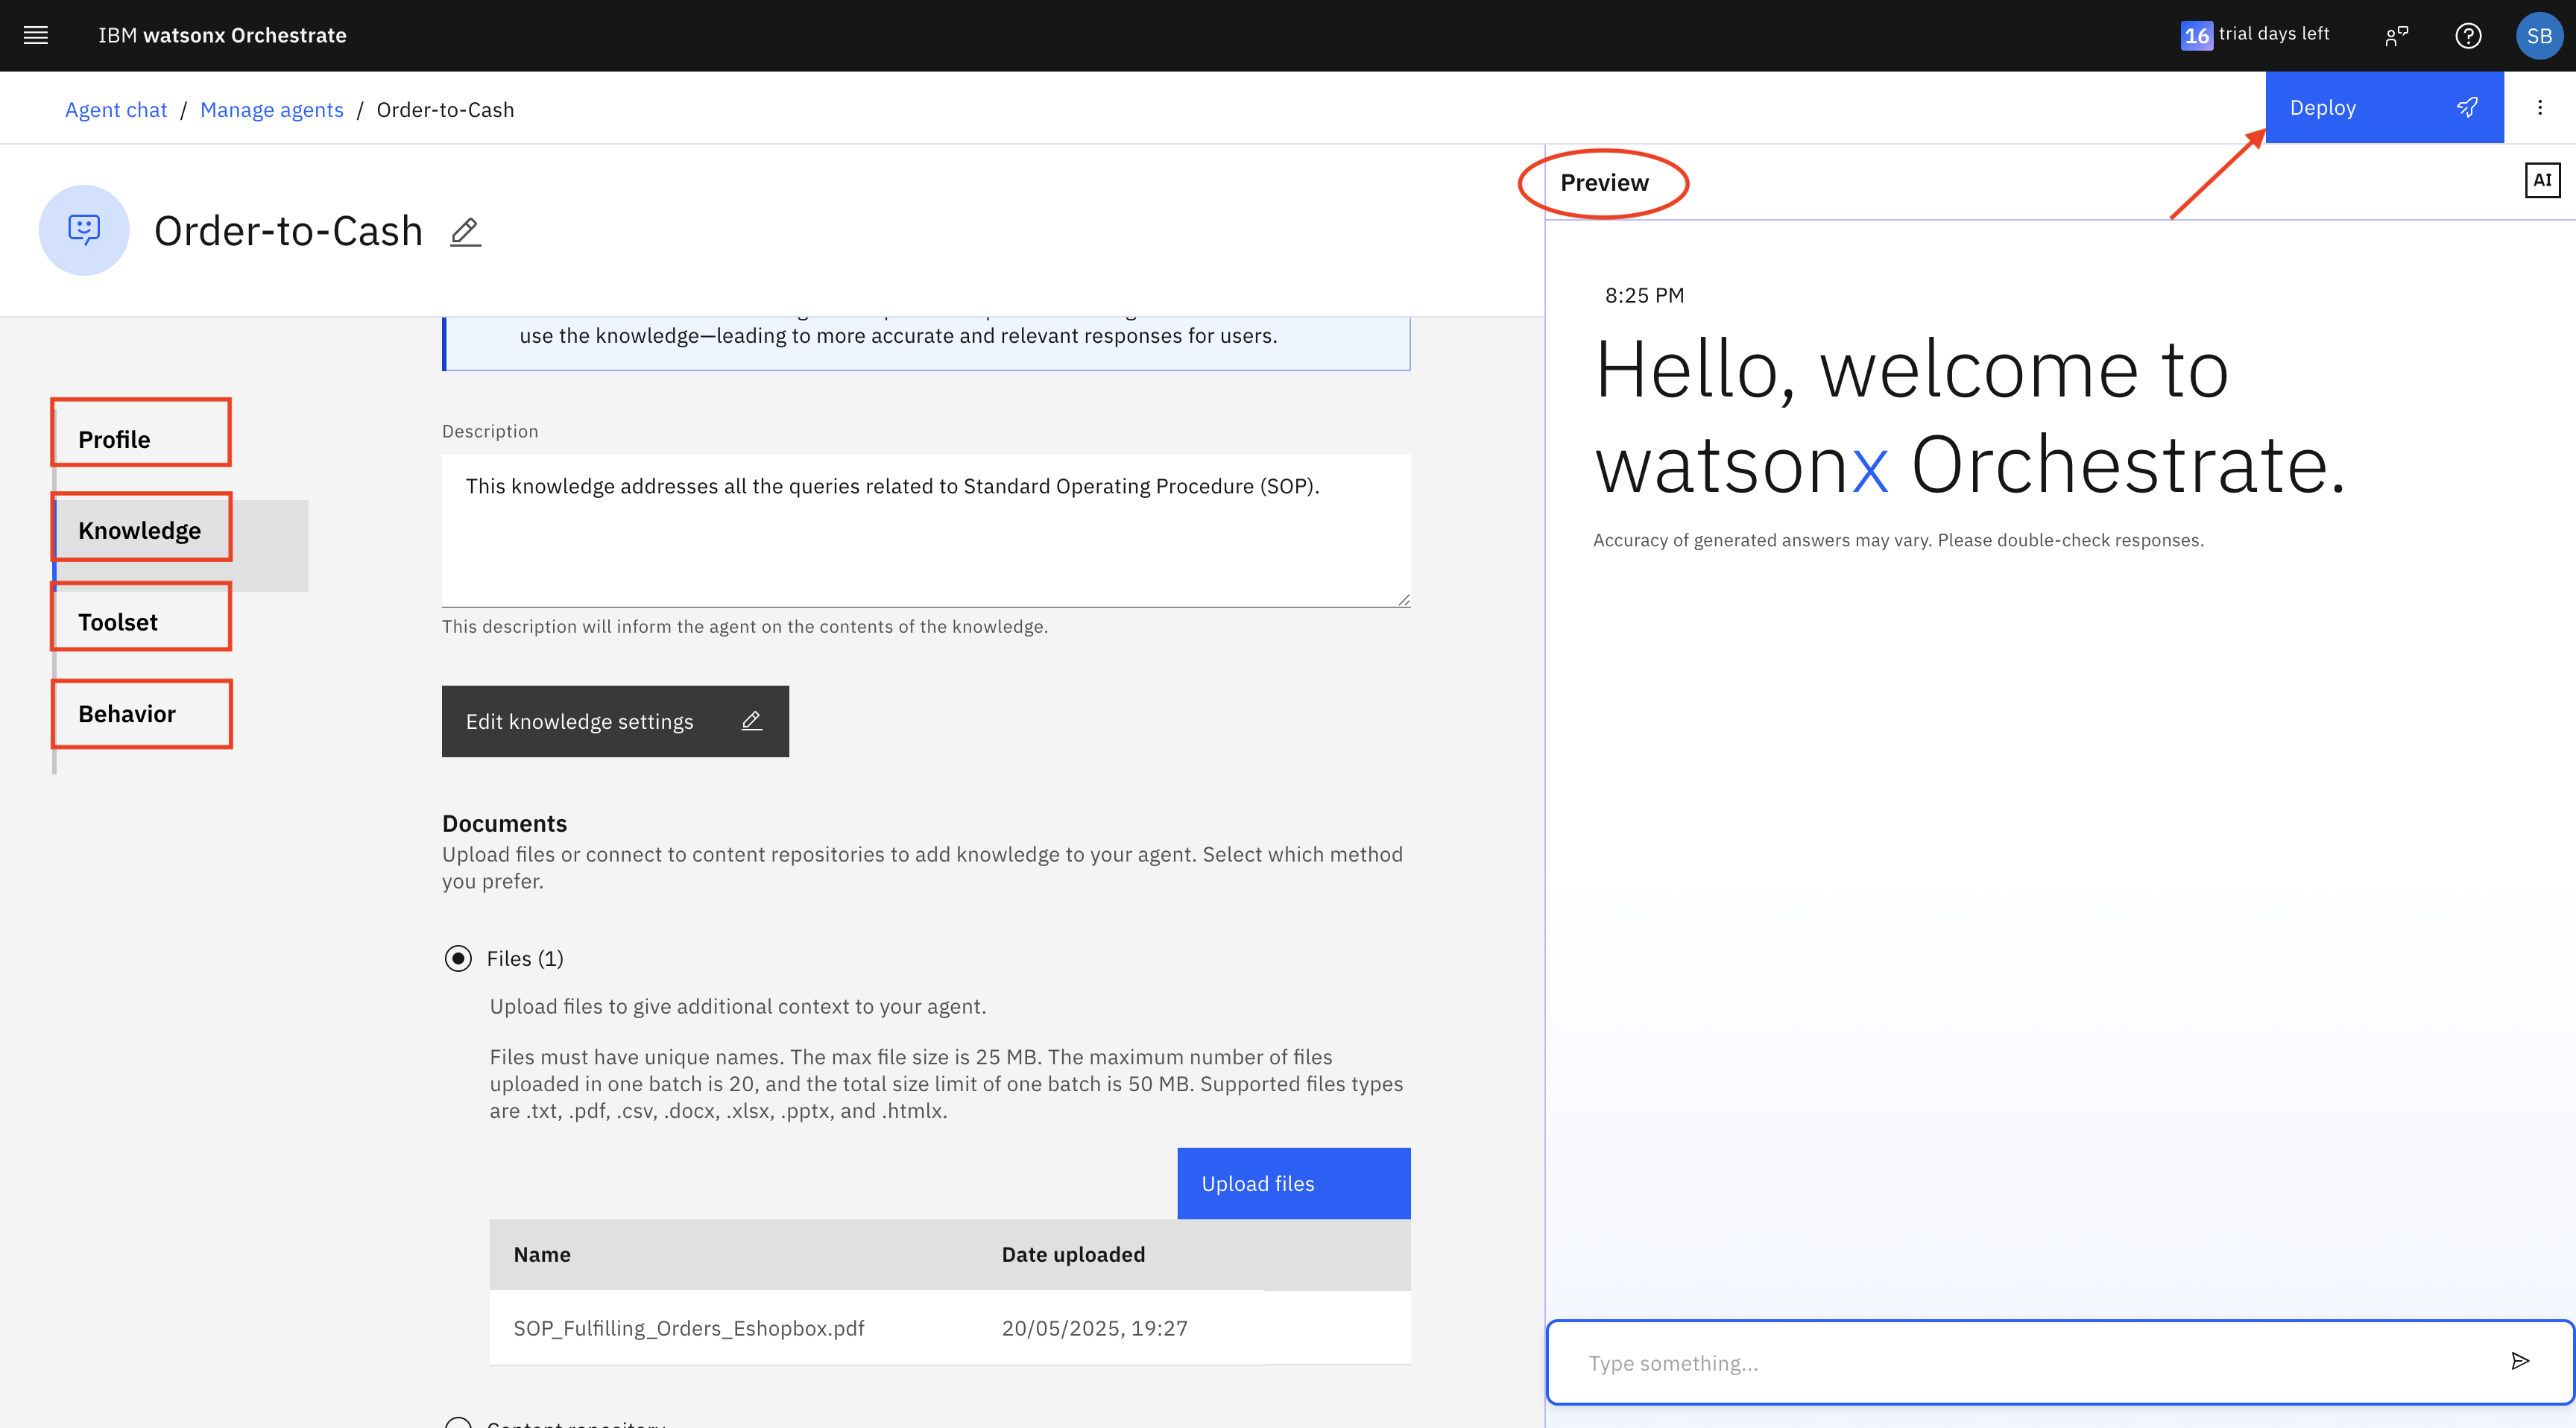 IBM watsonx Orchestrate
16 trial days left
SB
Agent chat / Manage agents / Order-to-Cash
Deploy
Order-to-Cash
Preview
AI
Profile
Knowledge
Toolset
Behavior
use the knowledge—leading to more accurate and relevant responses for users.
Description
This knowledge addresses all the queries related to Standard Operating Procedure (SOP).
This description will inform the agent on the contents of the knowledge.
Edit knowledge settings
Documents
Upload files or connect to content repositories to add knowledge to your agent. Select which method
you prefer.
Files (1)
Upload files to give additional context to your agent.
Files must have unique names. The max file size is 25 MB. The maximum number of files
uploaded in one batch is 20, and the total size limit of one batch is 50 MB. Supported files types
are .txt, .pdf, .csv, .docx, .xlsx, .pptx, and .htmlx.
Upload files
Name Date uploaded
SOP_Fulfilling_Orders_Eshopbox.pdf 20/05/2025, 19:27
Content repository
8:25 PM
Hello, welcome to
watsonx Orchestrate.
Accuracy of generated answers may vary. Please double-check responses.
Type something...